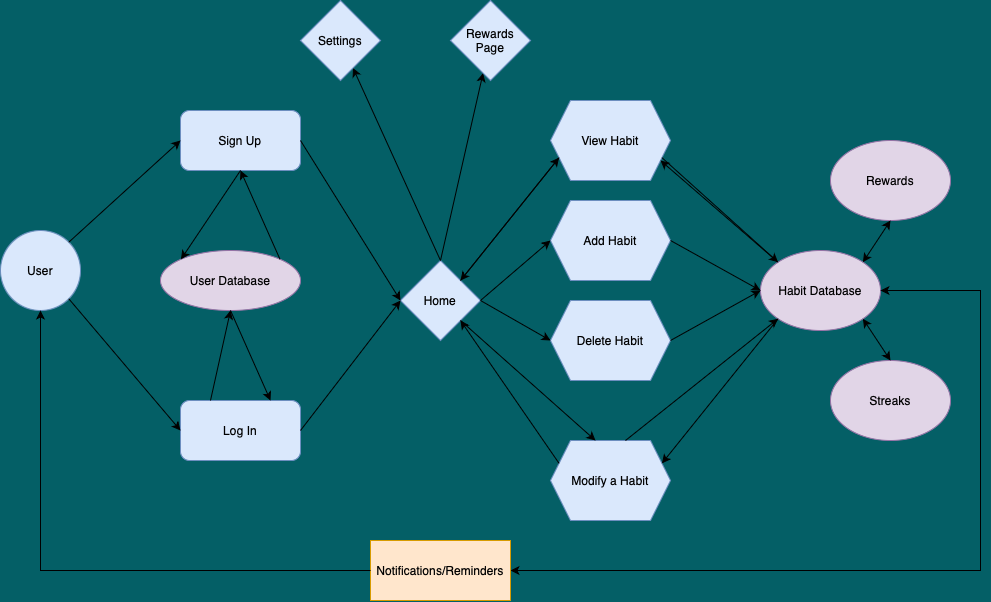 Settings
Rewards
Page
Sign Up
View Habit
Rewards
Add Habit
User
User Database
Home
Habit Database
Delete Habit
Streaks
Log In
Modify a Habit
Notifications/Reminders